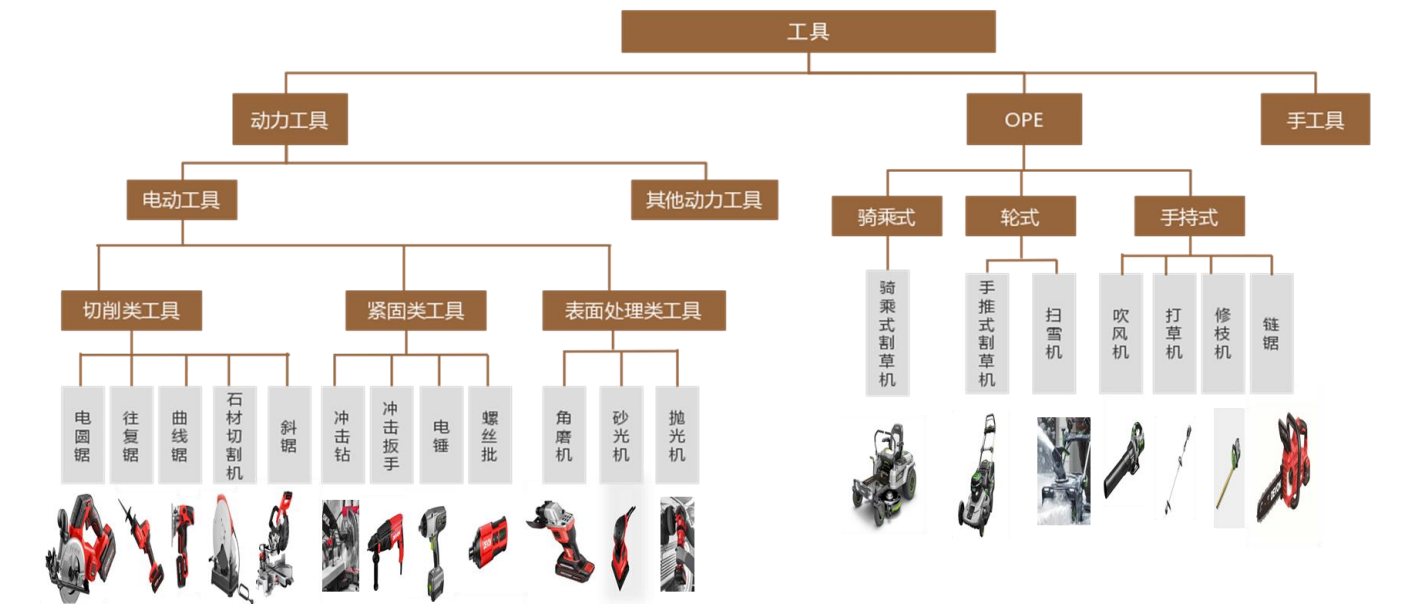 工具
动力工具
OPE
手工具
电动工具
其他动力工具
骑乘式
轮式
手持式
切削类工具
紧固类工具
表面处理类工具
骑乘式割草机
手推式割草机
扫雪机
吹风机
打草机
修枝机
链锯
电圆锯
往复锯
曲线锯
石材切割机
斜锯
冲击钻
冲击扳手
电锤
螺丝批
角磨机
砂光机
抛光机